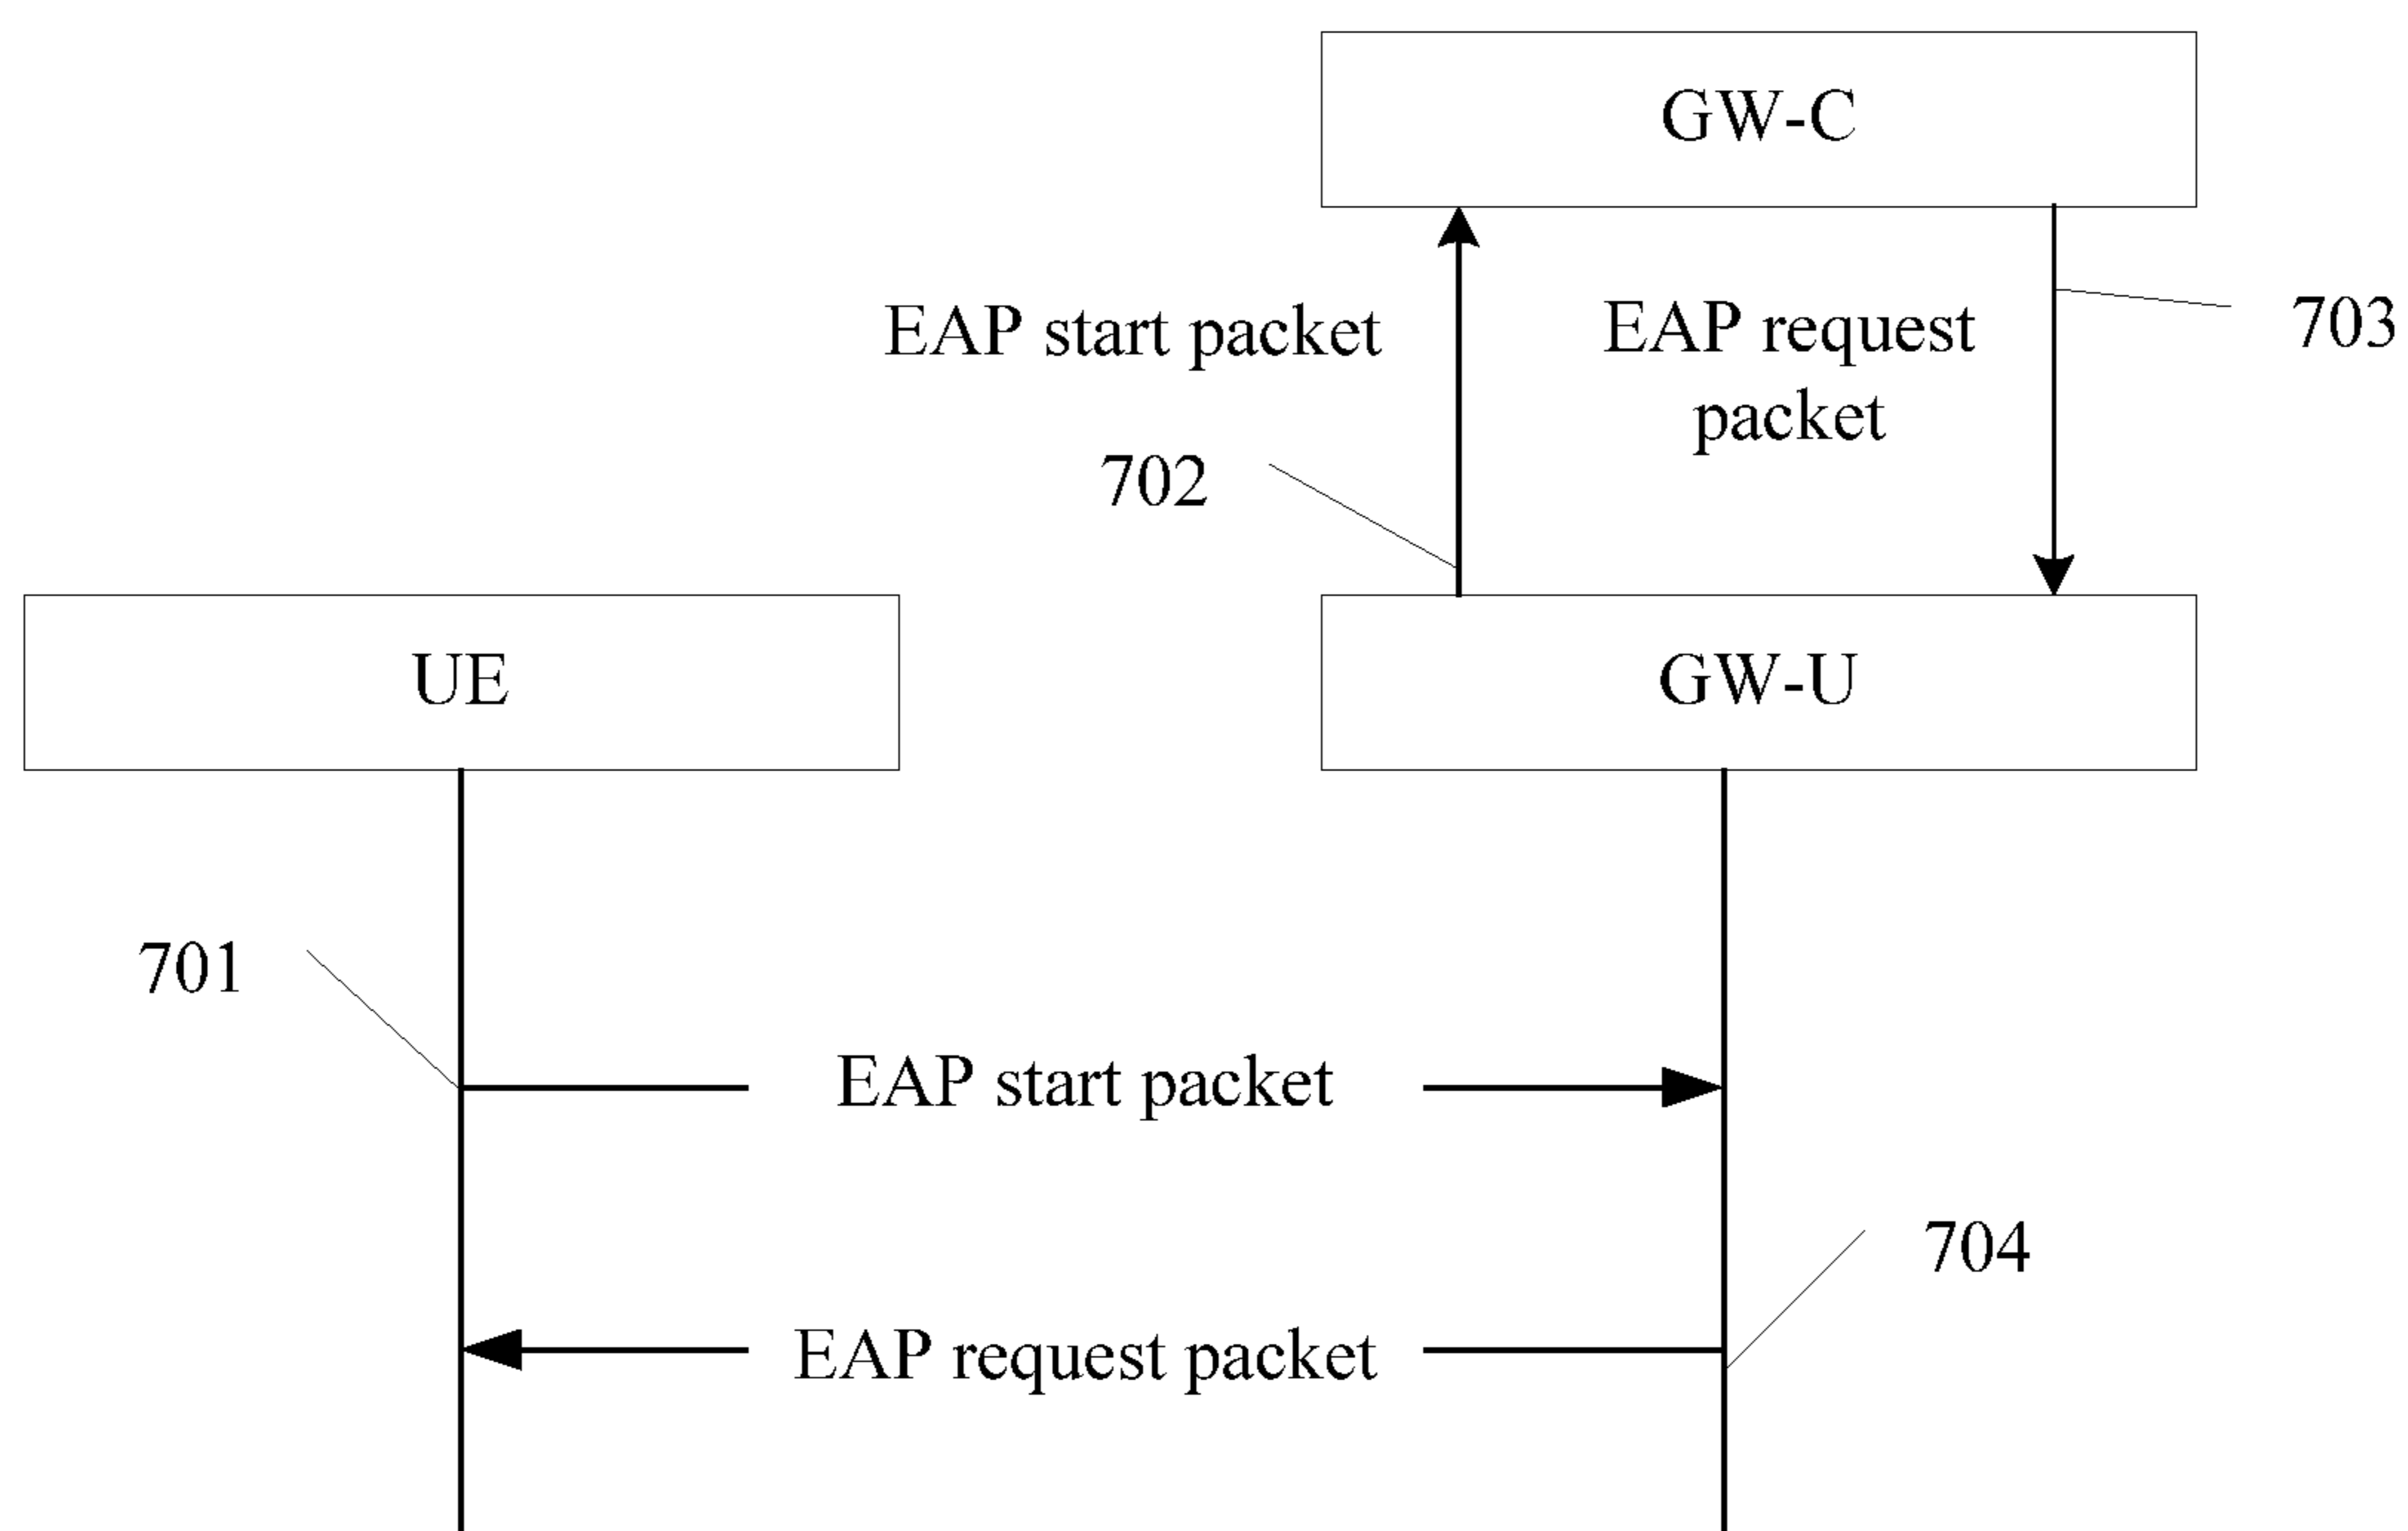 GW-C
EAP start packet
EAP request
packet
703
702
UE
GW-U
701
EAP start packet
704
EAP request packet